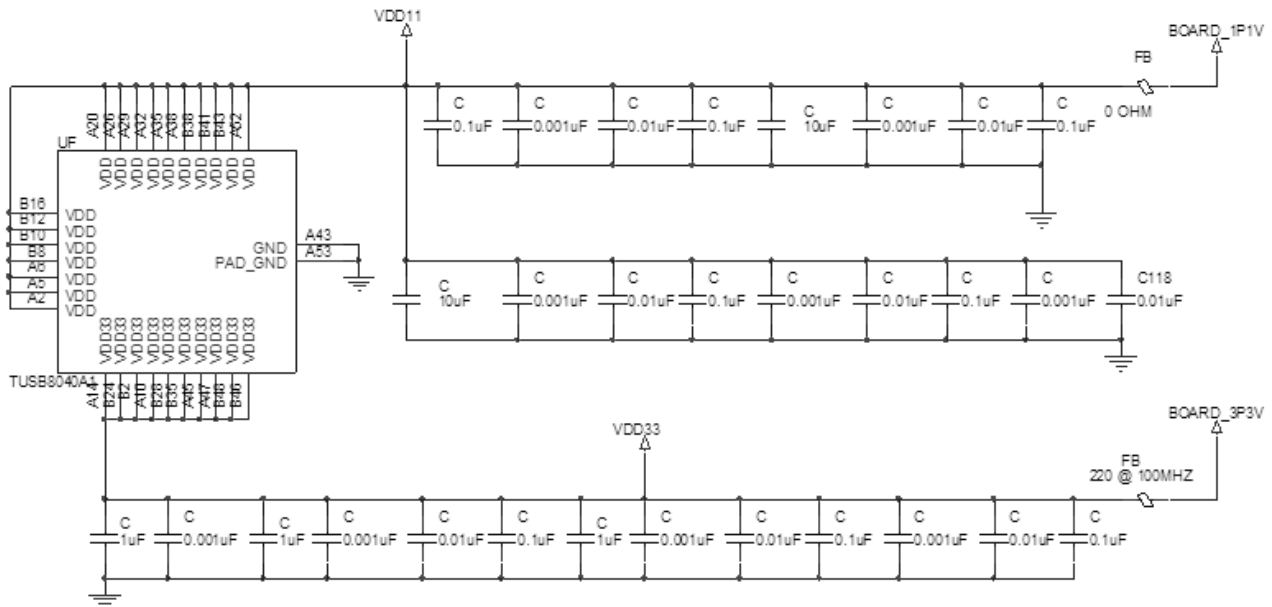 VDD11
BOARD_1P1V
FB
0 OHM
C
0.1uF
C
0.001uF
C
0.01uF
C
0.1uF
C
10uF
C
0.001uF
C
0.01uF
C
0.1uF
A20
A26
A29
A32
A35
A38
B38
B41
B43
A52
UF
VDD
VDD
VDD
VDD
VDD
VDD
VDD
VDD
VDD
VDD
B16
VDD
B12
VDD
B10
VDD
B8
VDD
A6
VDD
A5
VDD
A2
VDD
GND
A43
PAD_GND
A53
VDD33
VDD33
VDD33
VDD33
VDD33
VDD33
VDD33
VDD33
VDD33
VDD33
TUSB8040A1
A14
B24
B2
A10
B28
B35
A45
A47
B48
B46
C
10uF
C
0.001uF
C
0.01uF
C
0.1uF
C
0.001uF
C
0.01uF
C
0.1uF
C
0.001uF
C118
0.01uF
VDD33
BOARD_3P3V
FB
220 @ 100MHZ
C
1uF
C
0.001uF
C
1uF
C
0.001uF
C
0.01uF
C
0.1uF
C
1uF
C
0.001uF
C
0.01uF
C
0.1uF
C
0.001uF
C
0.01uF
C
0.1uF